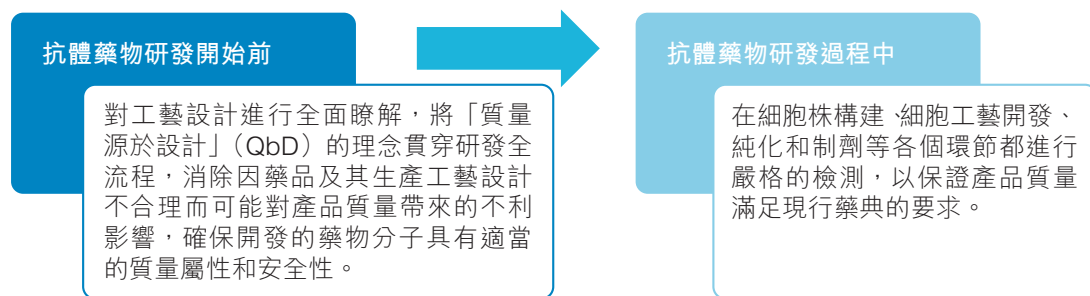 抗體藥物研發開始前
對工藝設計進行全面瞭解，將「質量
源於設計」（QbD）的理念貫穿研發全
流程，消除因藥品及其生產工藝設計
不合理而可能對產品質量帶來的不利
影響，確保開發的藥物分子具有適當
的質量屬性和安全性。
抗體藥物研發過程中
在細胞株構建、細胞工藝開發、
純化和制劑等各個環節都進行
嚴格的檢測，以保證產品質量
滿足現行藥典的要求。